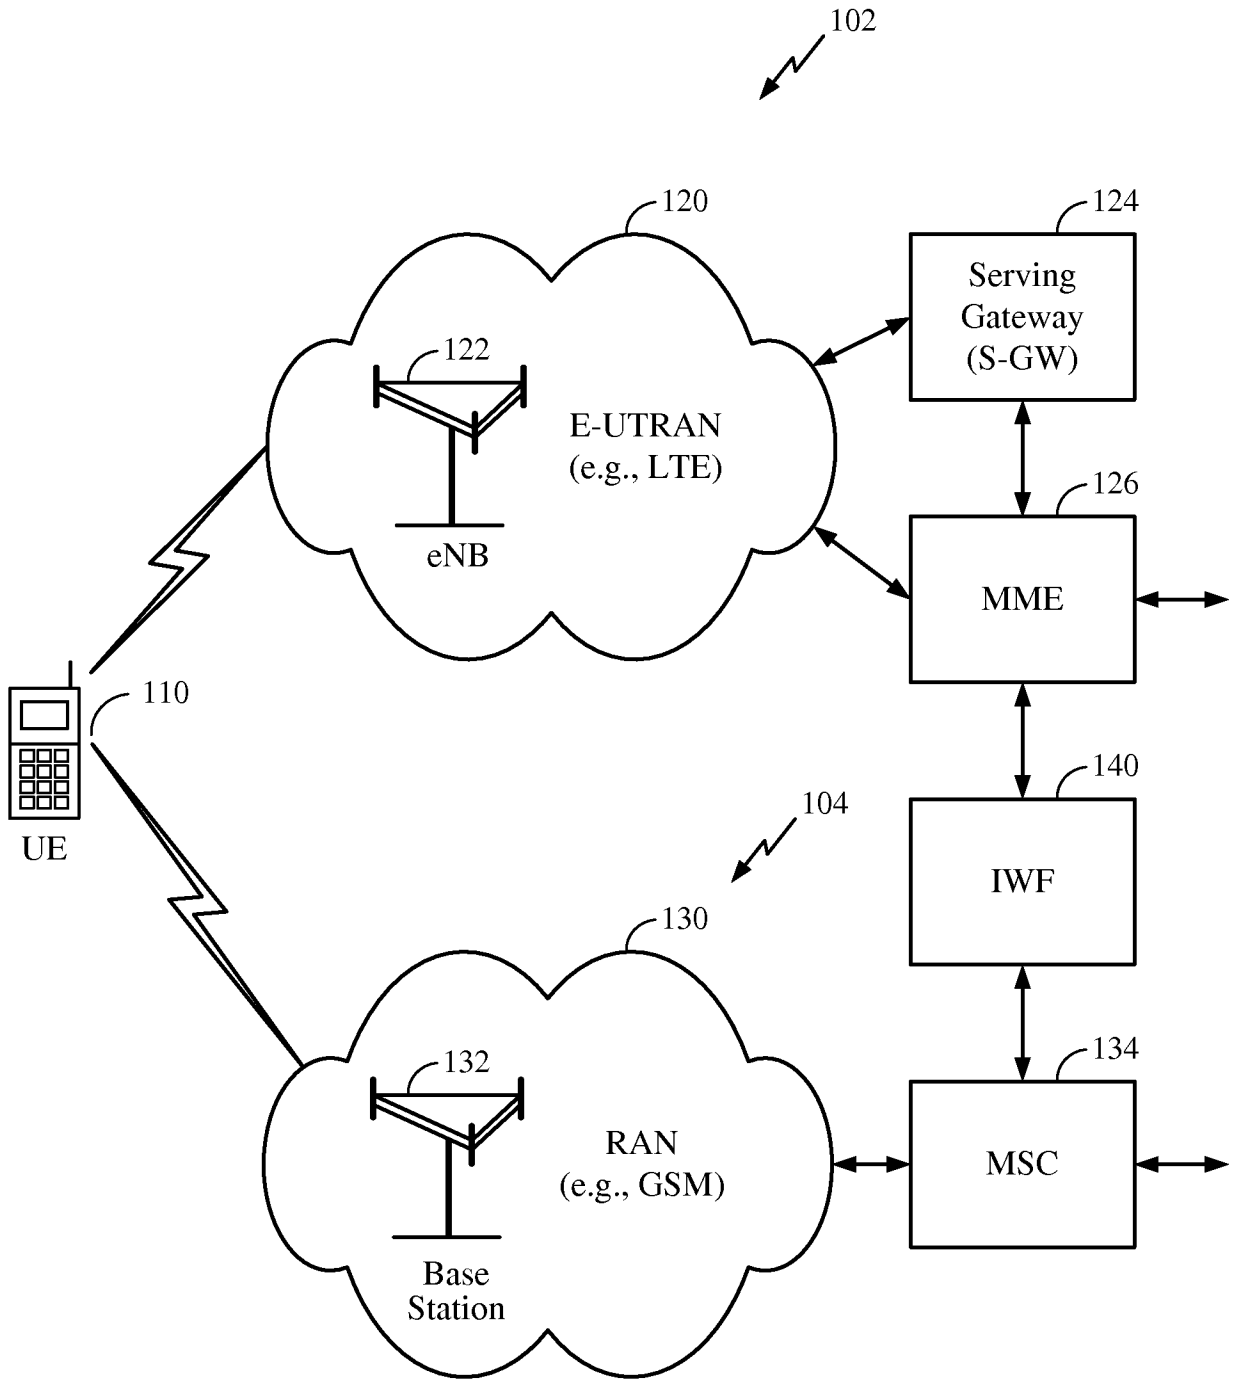 102
120
124
Serving
Gateway
(S-GW)
122
E-UTRAN
(e.g., LTE)
eNB
126
MME
110
UE
104
140
IWF
130
132
RAN
(e.g., GSM)
134
MSC
Base
Station